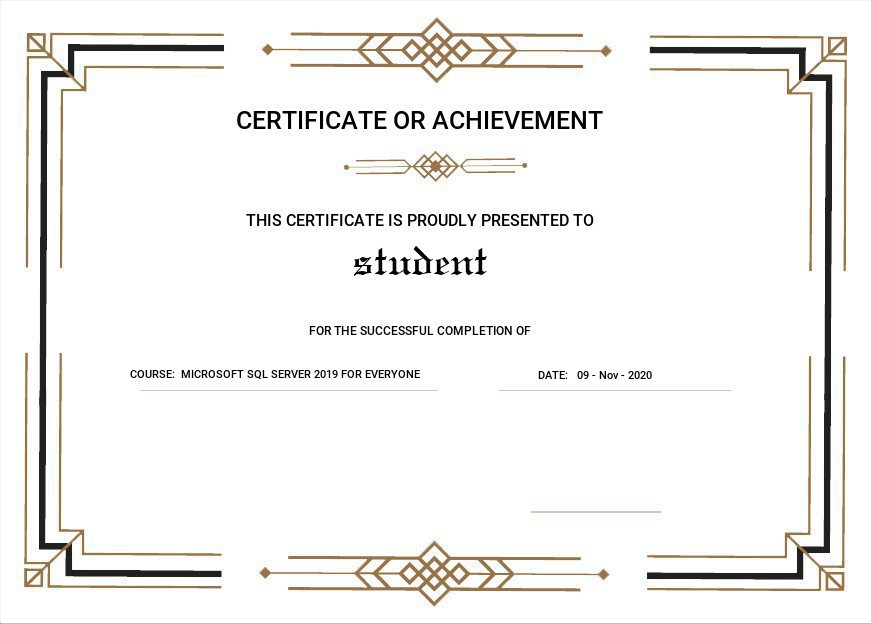 CERTIFICATE OR ACHIEVEMENT
THIS CERTIFICATE IS PROUDLY PRESENTED TO
student
FOR THE SUCCESSFUL COMPLETION OF
COURSE: MICROSOFT SQL SERVER 2019 FOR EVERYONE
DATE: 09 - Nov - 2020